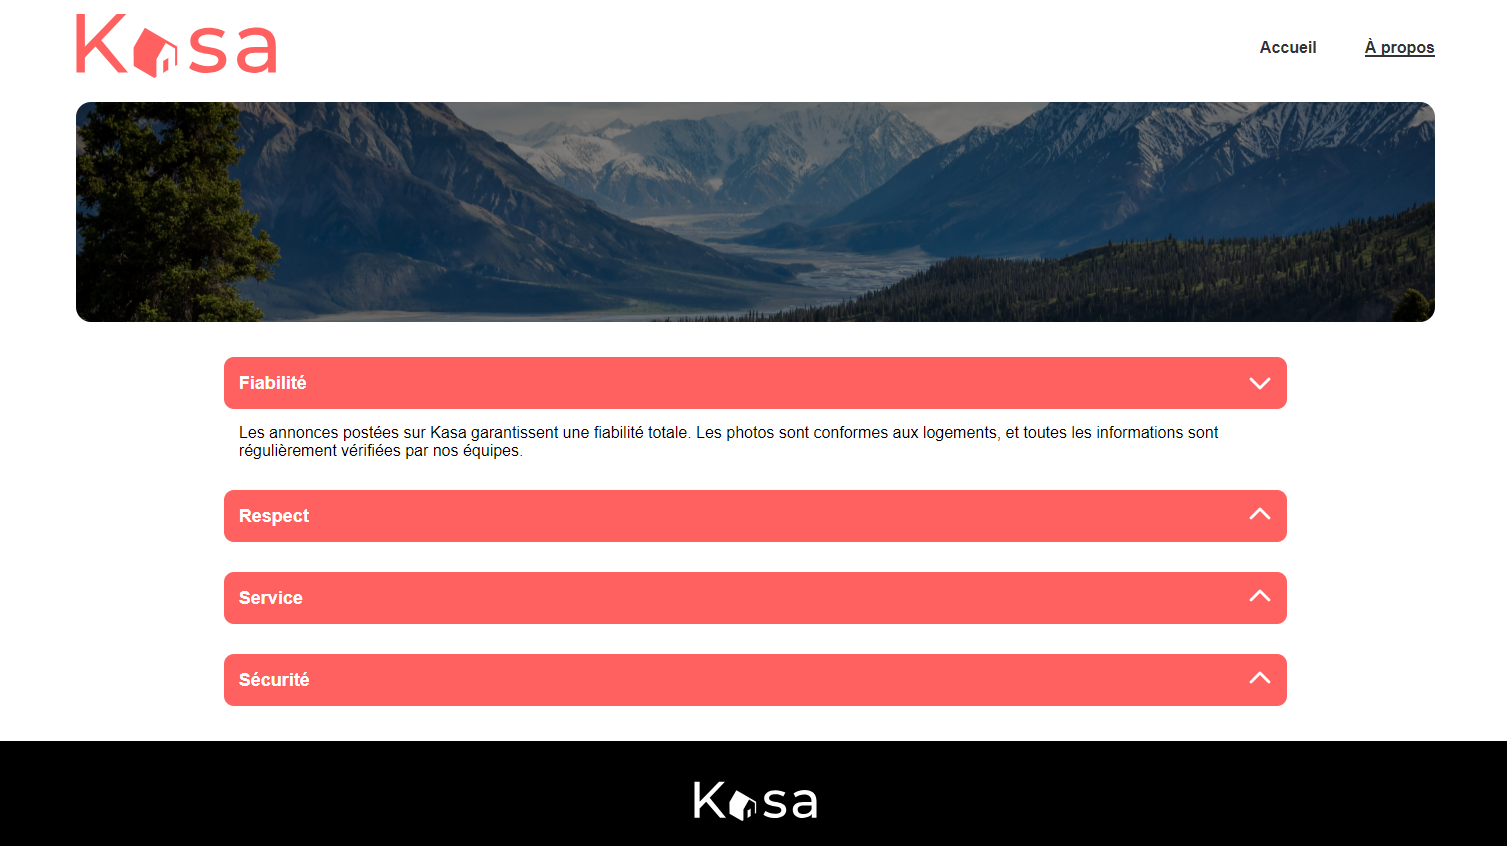 Kasa
Accueil À propos
Fiabilité
Les annonces postées sur Kasa garantissent une fiabilité totale. Les photos sont conformes aux logements, et toutes les informations sont
régulièrement vérifiées par nos équipes.
Respect
Service
Sécurité
Kasa